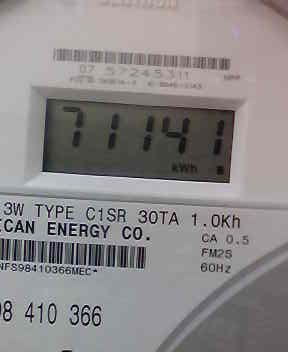 07 57245311
71141
kWh
3W TYPE C1SR 30TA 1.0Kh
ICAN ENERGY CO.
CA 0.5
FM2S
60Hz
NFS98410366MEC*
98 410 366